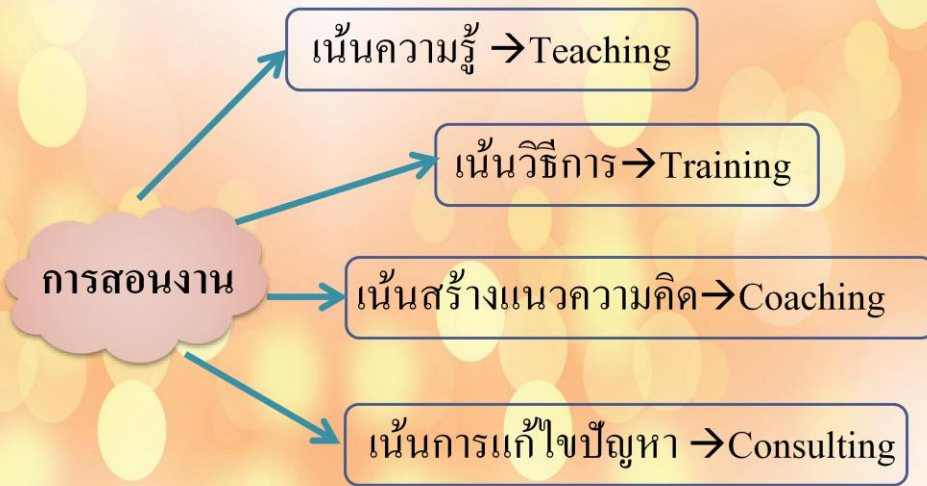 เน้นความรู้ →Teaching
เน้นวิธีการ→Training
การสอนงาน
เน้นสร้างแนวความคิด→Coaching
เน้นการแก้ไขปัญหา →Consulting